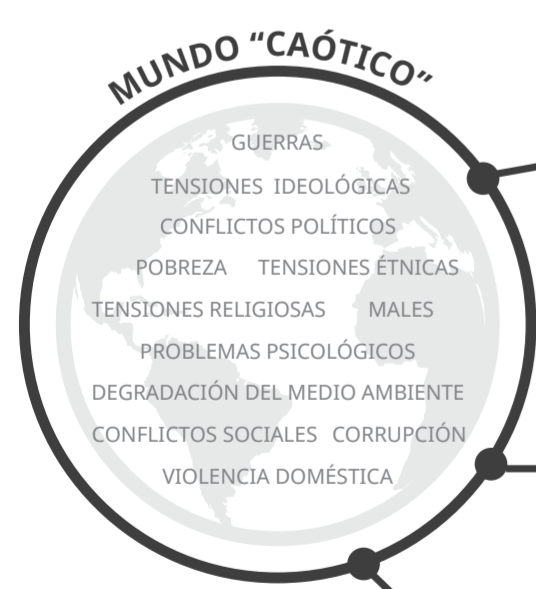 MUNDO “CAÓTICO”
GUERRAS
TENSIONES IDEOLÓGICAS
CONFLICTOS POLÍTICOS
POBREZA TENSIONES ÉTNICAS
TENSIONES RELIGIOSAS MALES
PROBLEMAS PSICOLÓGICOS
DEGRADACIÓN DEL MEDIO AMBIENTE
CONFLICTOS SOCIALES CORRUPCIÓN
VIOLENCIA DOMÉSTICA